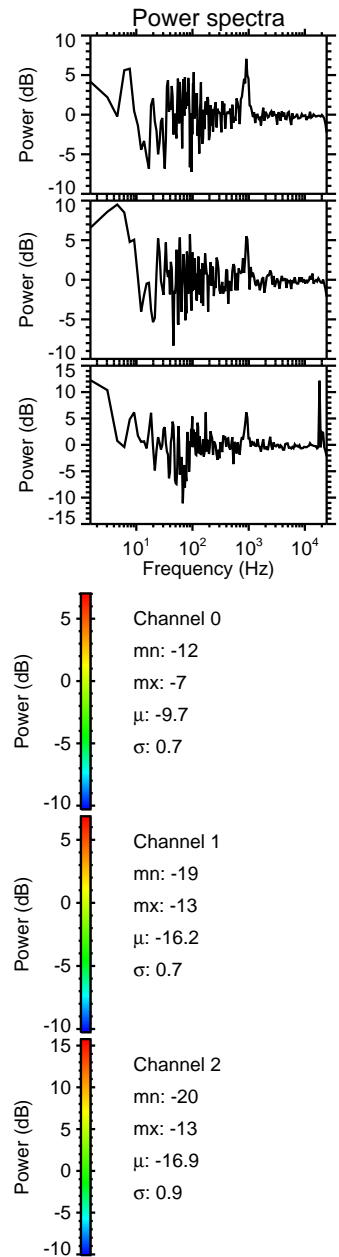 Power spectra
10
5
0
-5
-10
Power (dB)
10
5
0
-5
-10
Power (dB)
15
10
5
0
-5
-10
-15
Power (dB)
10¹ 10² 10³ 10⁴
Frequency (Hz)
5
0
-5
-10
Power (dB)
Channel 0
mn: -12
mx: -7
μ: -9.7
σ: 0.7
5
0
-5
-10
Power (dB)
Channel 1
mn: -19
mx: -13
μ: -16.2
σ: 0.7
15
10
5
0
-5
-10
Power (dB)
Channel 2
mn: -20
mx: -13
μ: -16.9
σ: 0.9